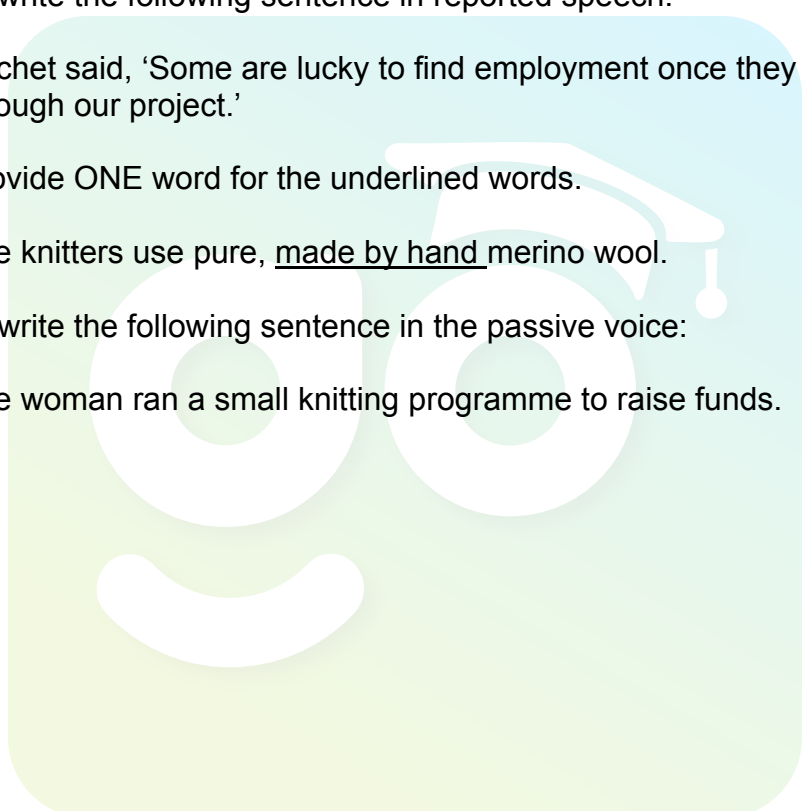 write the following sentence in reported speech:
chet said, ‘Some are lucky to find employment once they
ough our project.’
ovide ONE word for the underlined words.
e knitters use pure, made by hand merino wool.
write the following sentence in the passive voice:
e woman ran a small knitting programme to raise funds.
go